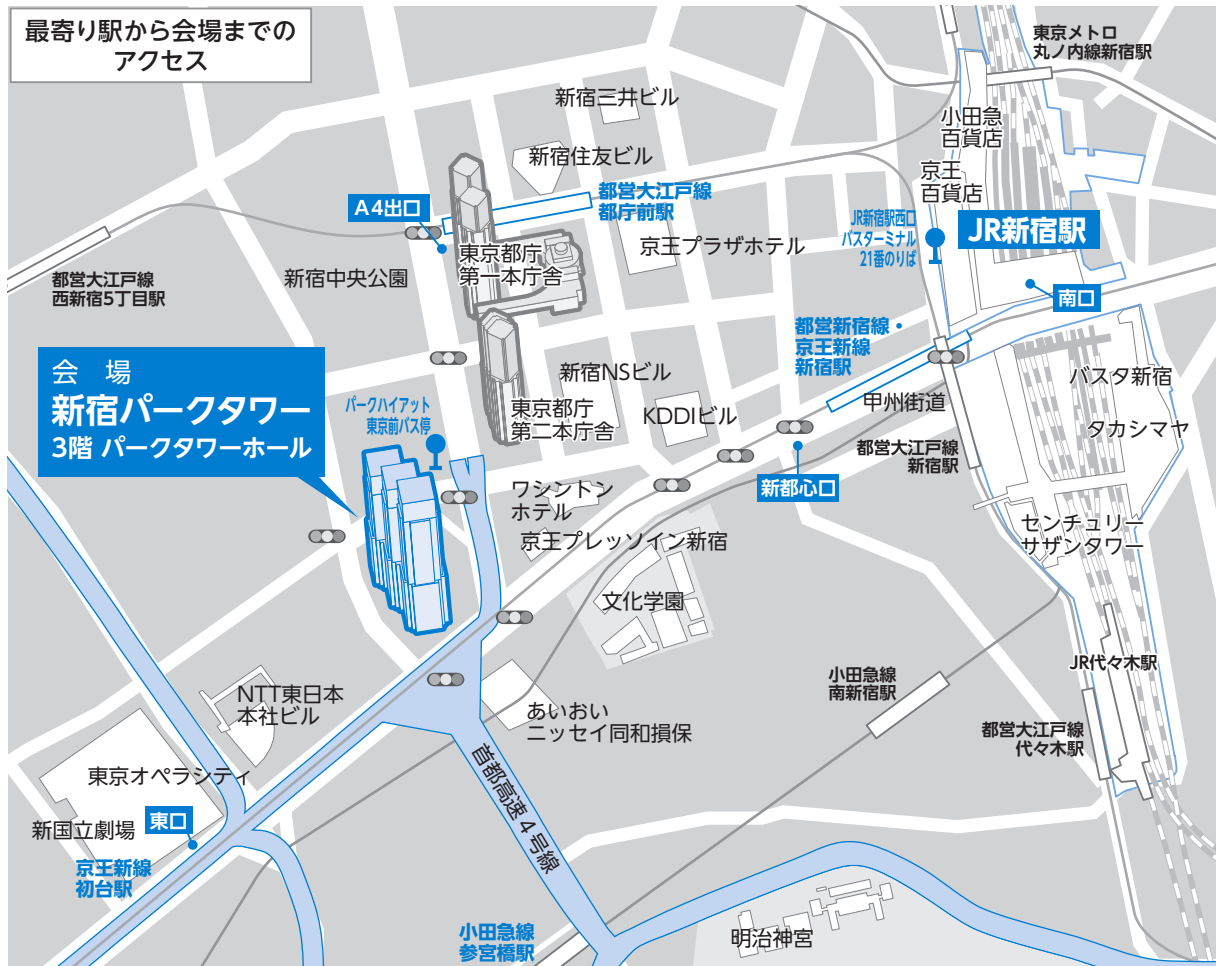 最寄り駅から会場までの
アクセス
東京メトロ
丸ノ内線新宿駅
新宿三井ビル
小田急
百貨店
新宿住友ビル
京王
百貨店
都営大江戸線
都庁前駅
A4出口
JR新宿駅西口
バスターミナル
21番のりば
JR新宿駅
東京都庁
第一本庁舎
京王プラザホテル
新宿中央公園
都営大江戸線
西新宿5丁目駅
南口
都営新宿線・
京王新線
新宿駅
会 場
新宿パークタワー
3階 パークタワーホール
新宿NSビル
バスタ新宿
パークハイアット
東京前バス停
東京都庁
第二本庁舎
KDDIビル
甲州街道
タカシマヤ
都営大江戸線
新宿駅
新都心口
ワシントン
ホテル
京王プレッソイン新宿
センチュリー
サザンタワー
文化学園
JR代々木駅
小田急線
南新宿駅
NTT東日本
本社ビル
あいおい
ニッセイ同和損保
都営大江戸線
代々木駅
首都高速4号線
東京オペラシティ
新国立劇場
東口
京王新線
初台駅
小田急線
参宮橋駅
明治神宮